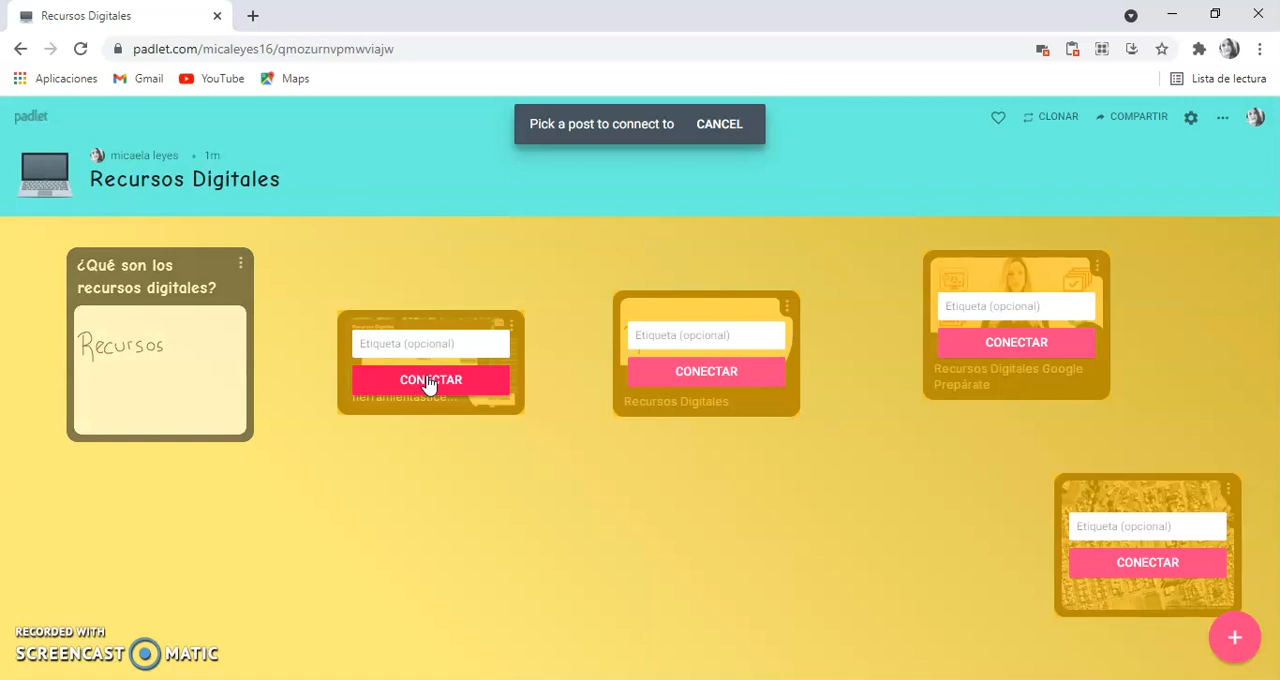 Recursos Digitales
padlet.com/micaleyes16/qmozurnvpmwviajw
Aplicaciones
Gmail
YouTube
Maps
Lista de lectura
padlet
Pick a post to connect to CANCEL
CLONAR
COMPARTIR
micaela leyes • 1m
Recursos Digitales
¿Qué son los
recursos digitales?
Recursos
Etiqueta (opcional)
CONECTAR
herramientastice...
Etiqueta (opcional)
CONECTAR
Recursos Digitales
Etiqueta (opcional)
CONECTAR
Recursos Digitales Google
Prepárate
Etiqueta (opcional)
CONECTAR
RECORDED WITH
SCREENCAST MATIC